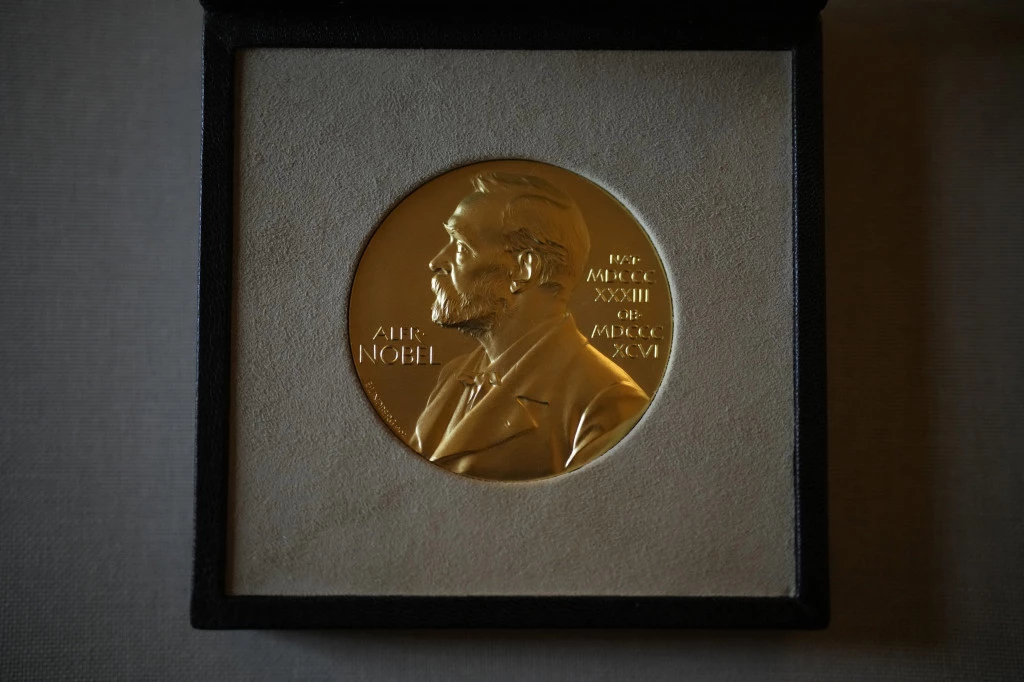 ALFR·
NOBEL
NAT·
MDCCC
XXXIII
OB·
MDCCC
XCVI